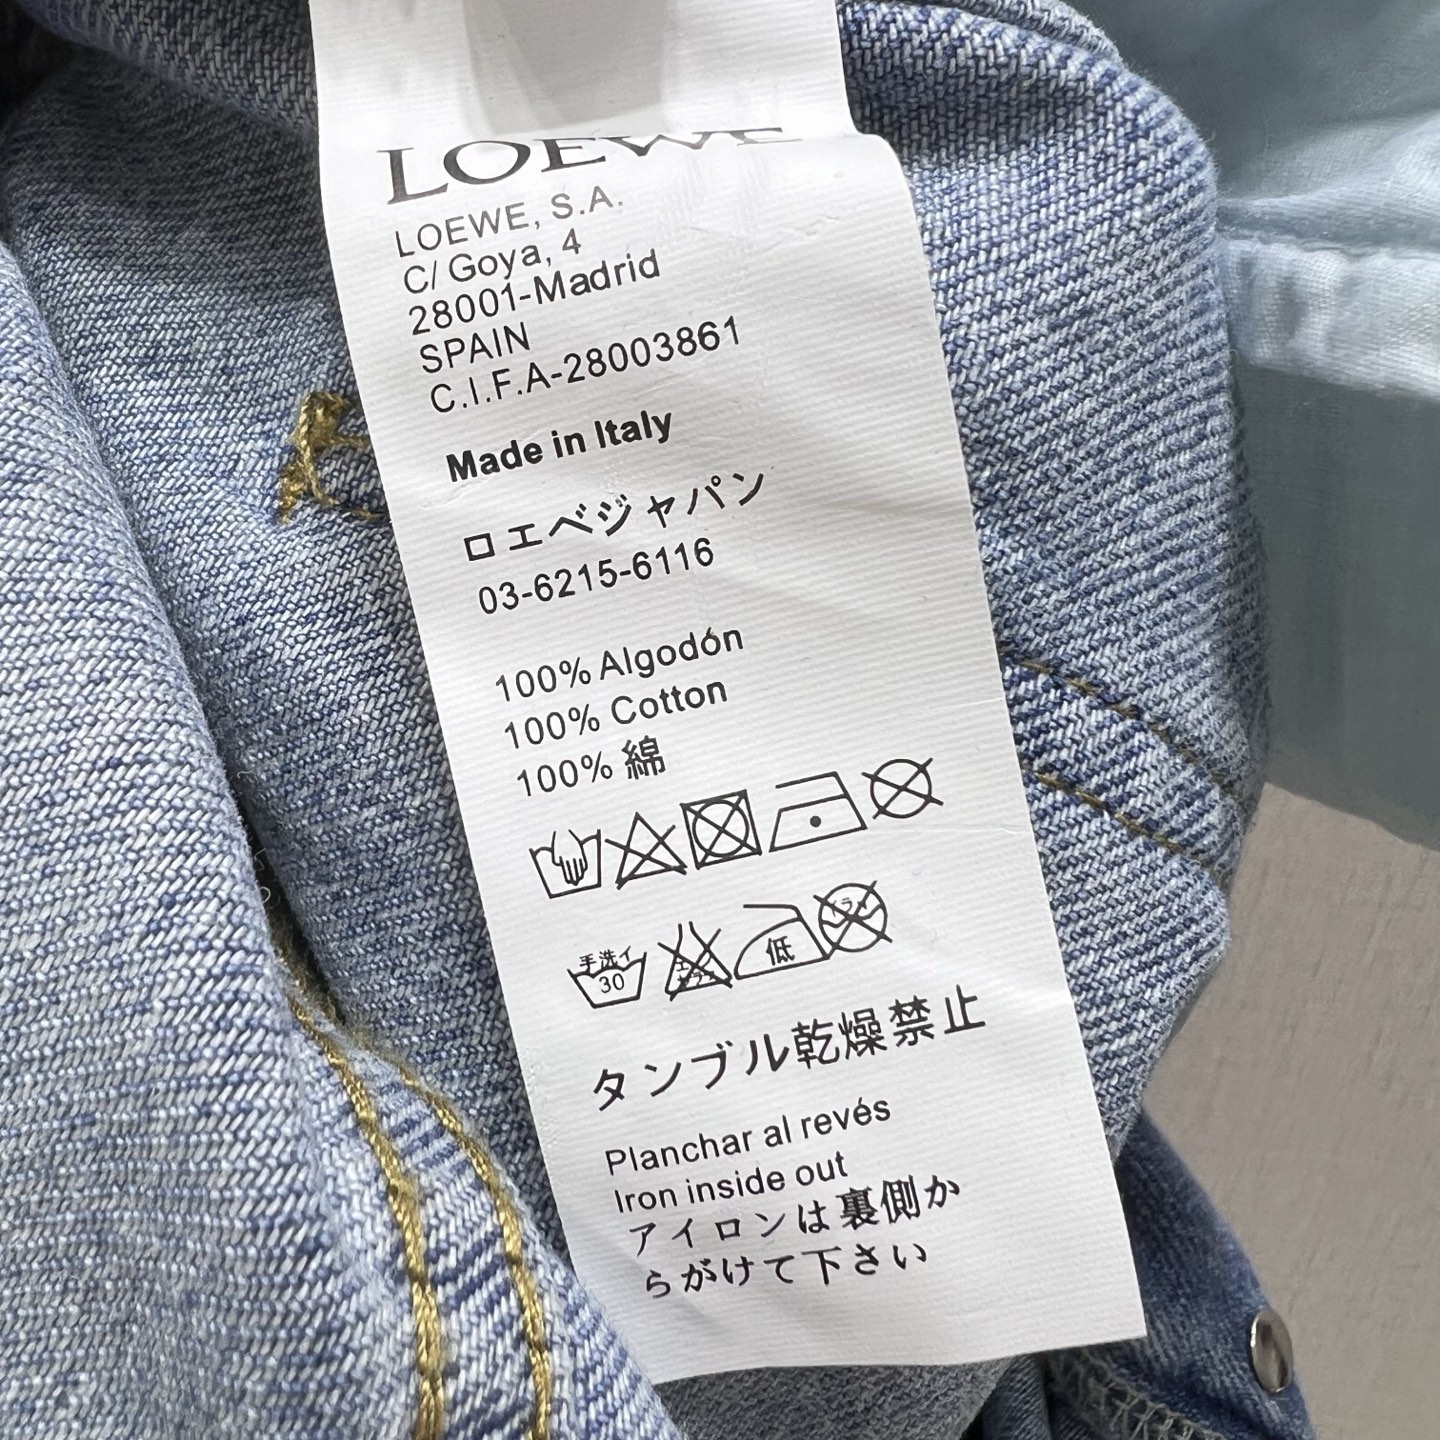 LOEWE
LOEWE, S.A.
C/ Goya, 4
28001-Madrid
SPAIN
C.I.F.A-28003861
Made in Italy
ロエベジャパン
03-6215-6116
100% Algodón
100% Cotton
100% 綿
手洗イ
30
低
タンブル乾燥禁止
Planchar al revés
Iron inside out
アイロンは裏側か
らがけて下さい